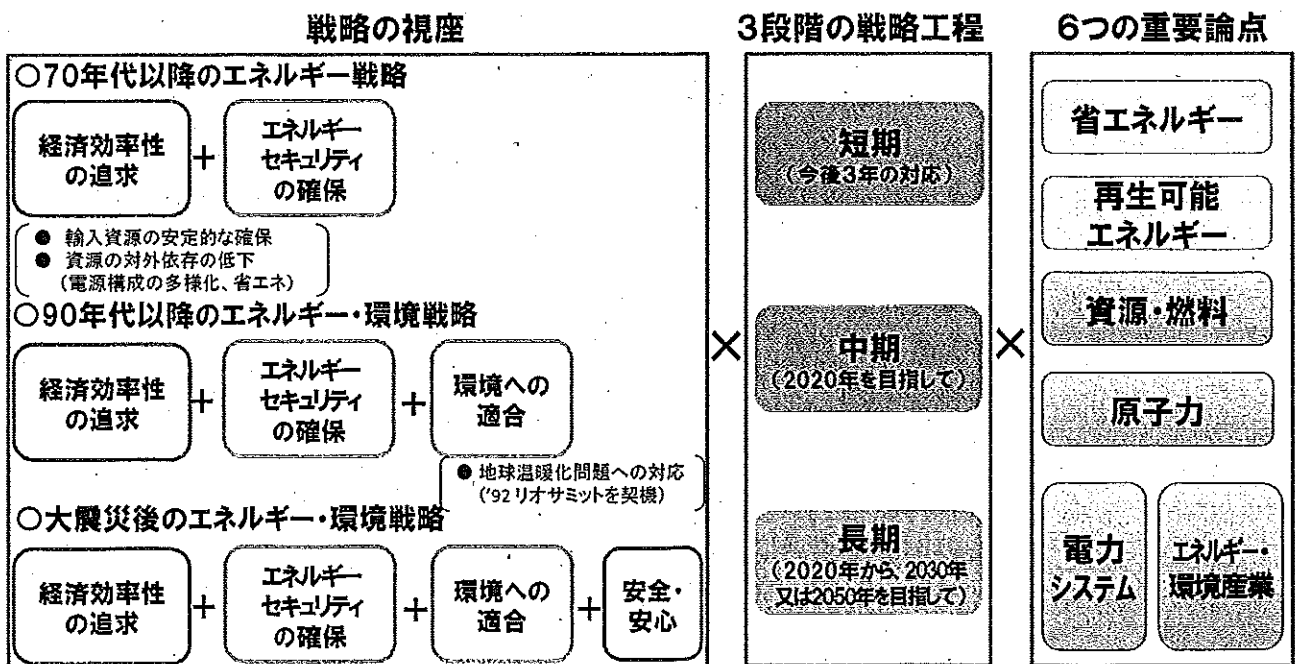 戦略の視座
○70年代以降のエネルギー戦略
経済効率性
の追求
+
エネルギー
セキュリティ
の確保
● 輸入資源の安定的な確保
● 資源の対外依存の低下
(電源構成の多様化、省エネ)
○90年代以降のエネルギー・環境戦略
経済効率性
の追求
+
エネルギー
セキュリティ
の確保
+
環境への
適合
● 地球温暖化問題への対応
('92 リオサミットを契機)
○大震災後のエネルギー・環境戦略
経済効率性
の追求
+
エネルギー
セキュリティ
の確保
+
環境への
適合
+
安全・
安心
×
3段階の戦略工程
短期
(今後3年の対応)
中期
(2020年を目指して)
長期
(2020年から、2030年
又は2050年を目指して)
×
6つの重要論点
省エネルギー
再生可能
エネルギー
資源・燃料
原子力
電力
システム
エネルギー・
環境産業